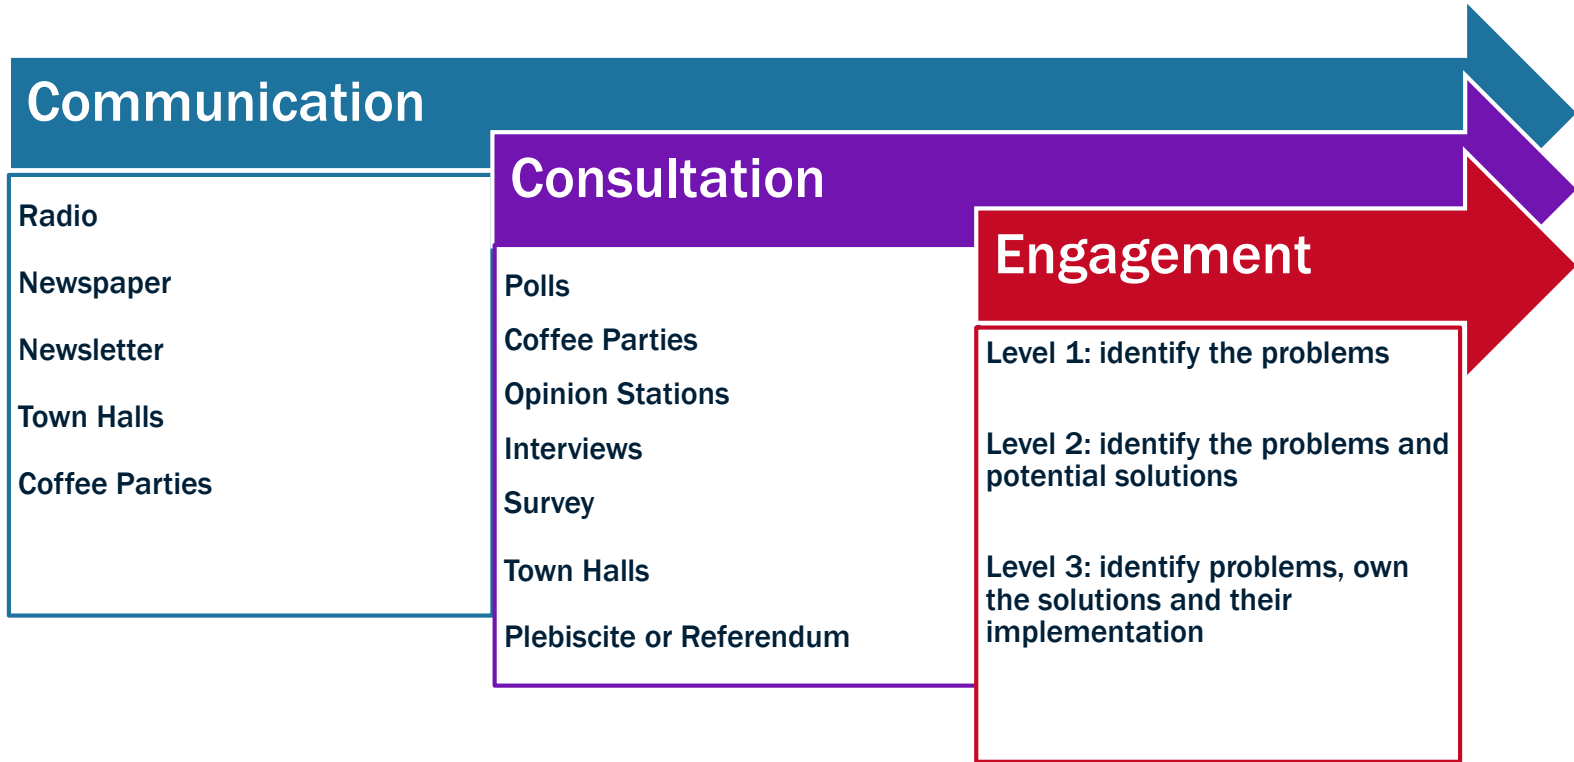 Communication
Radio
Newspaper
Newsletter
Town Halls
Coffee Parties
Consultation
Polls
Coffee Parties
Opinion Stations
Interviews
Survey
Town Halls
Plebiscite or Referendum
Engagement
Level 1: identify the problems
Level 2: identify the problems and
potential solutions
Level 3: identify problems, own
the solutions and their
implementation